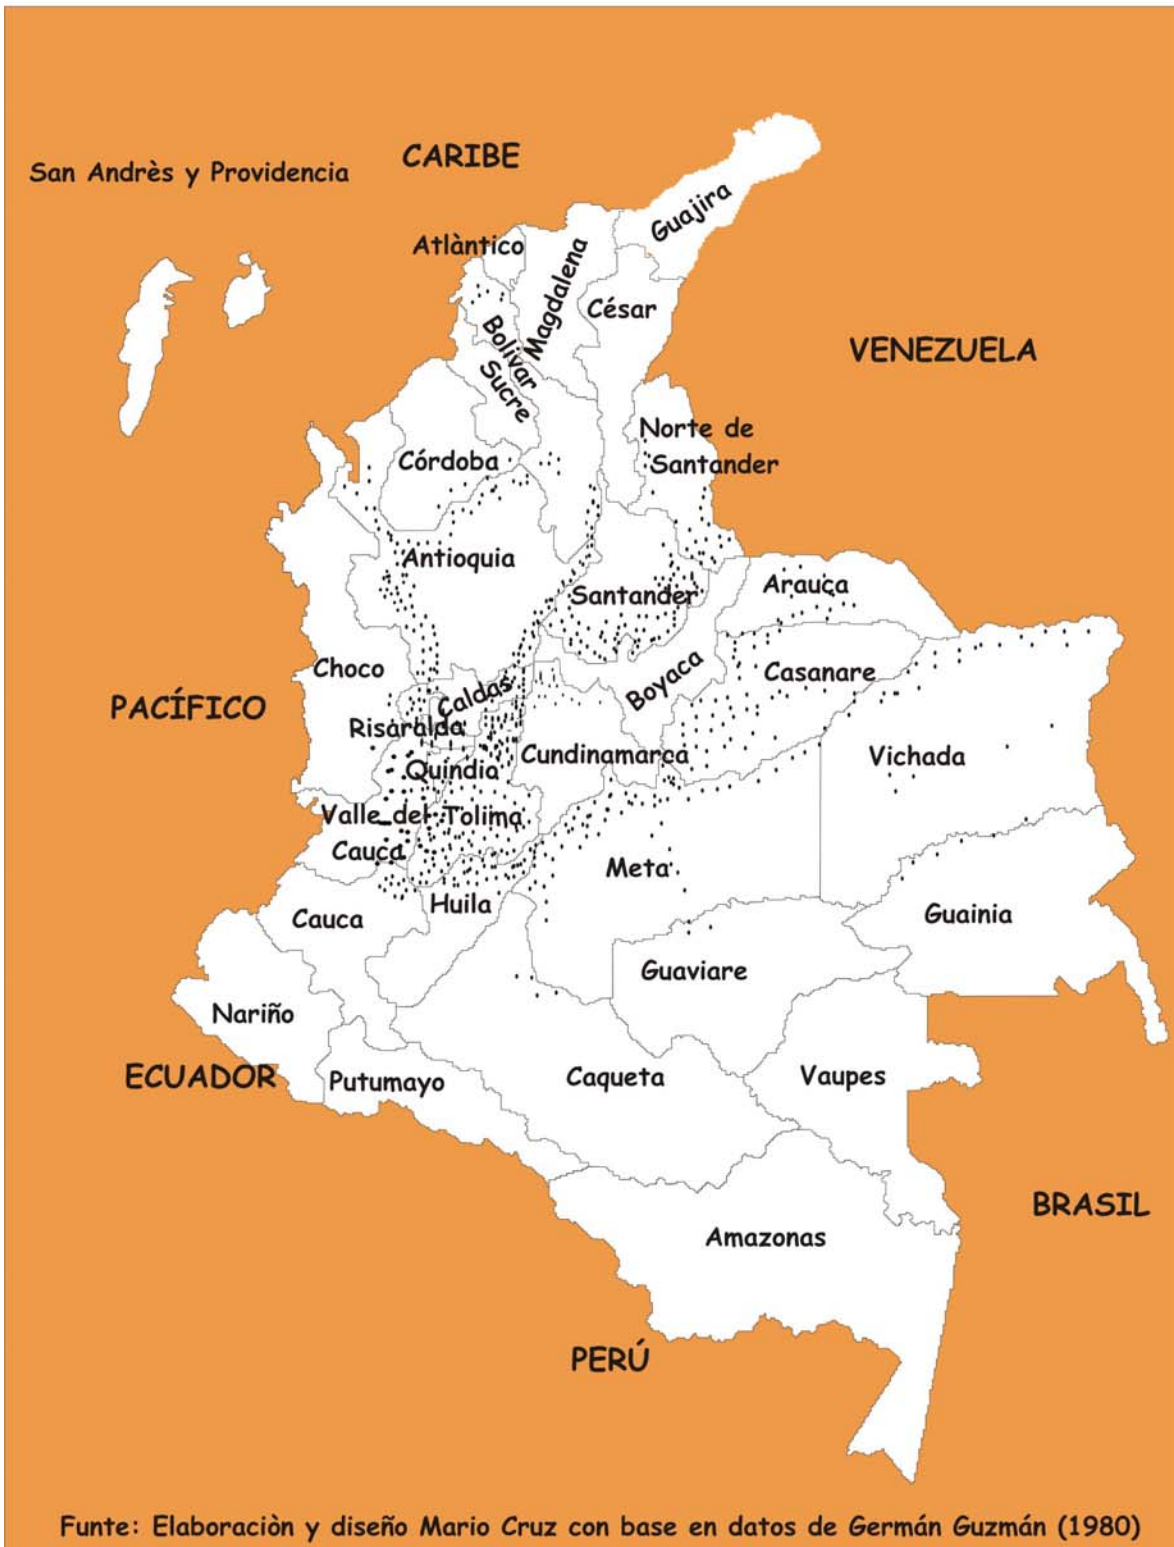 CARIBE
San Andrès y Providencia
Guajira
Atlàntico
Magdalena
César
Bolivar
Sucre
VENEZUELA
Norte de
Santander
Córdoba
Antioquia
Santander
Arauca
Choco
Boyaca
Casanare
Caldas
PACÍFICO
Risaralda
Cundinamarca
Vichada
Quindia
Valle del
Cauca
Tolima
Meta
Huila
Cauca
Guainia
Guaviare
Nariño
ECUADOR
Putumayo
Caqueta
Vaupes
BRASIL
Amazonas
PERÚ
Funte: Elaboraciòn y diseño Mario Cruz con base en datos de Germán Guzmán (1980)